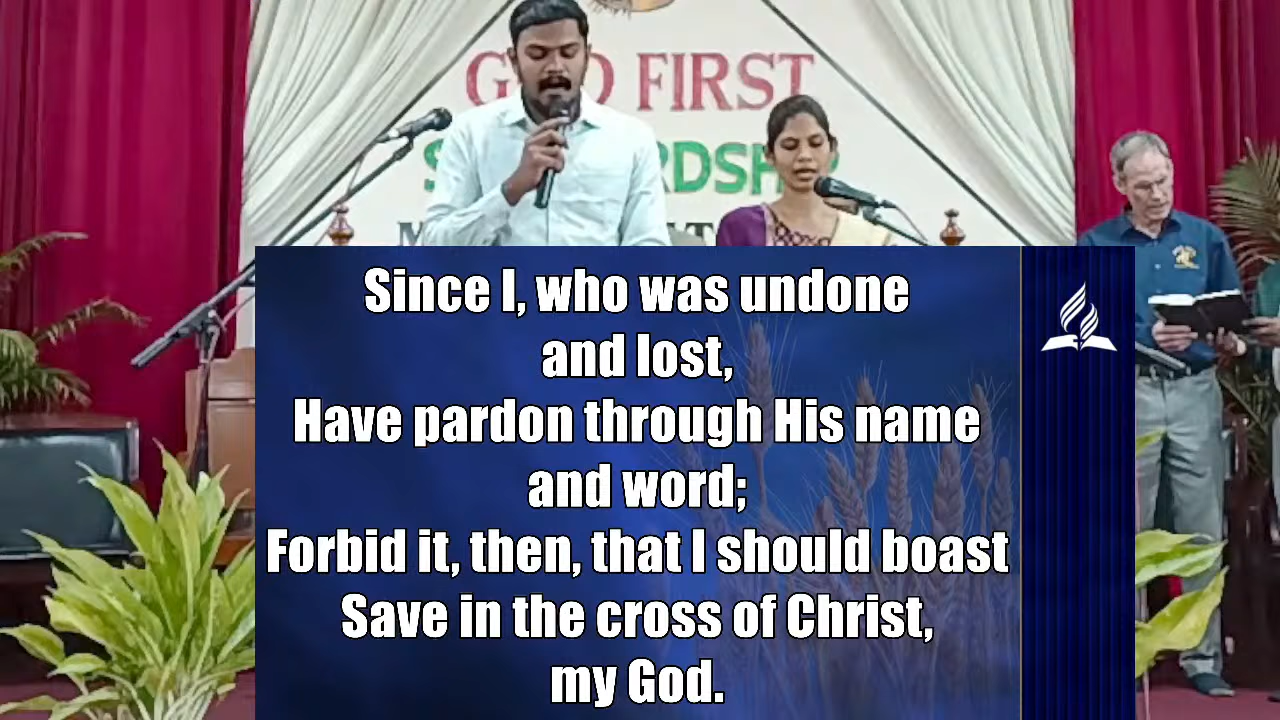 GOD FIRST
Since I, who was undone
and lost,
Have pardon through His name
and word;
Forbid it, then, that I should boast
Save in the cross of Christ,
my God.